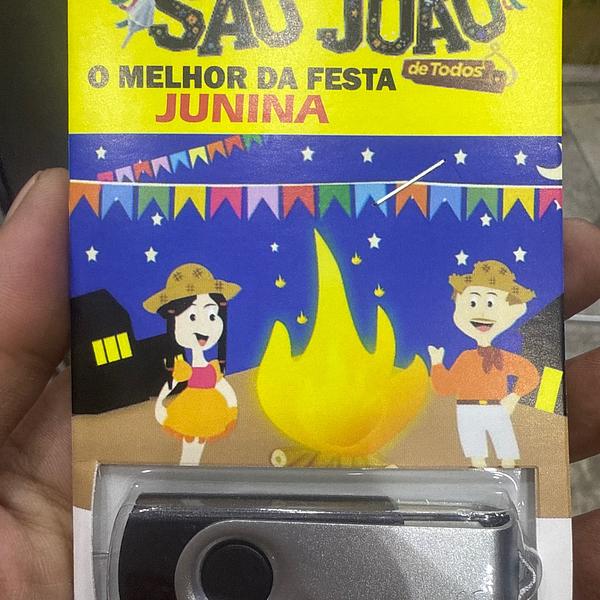 SÃO JOÃO
de Todos
O MELHOR DA FESTA
JUNINA